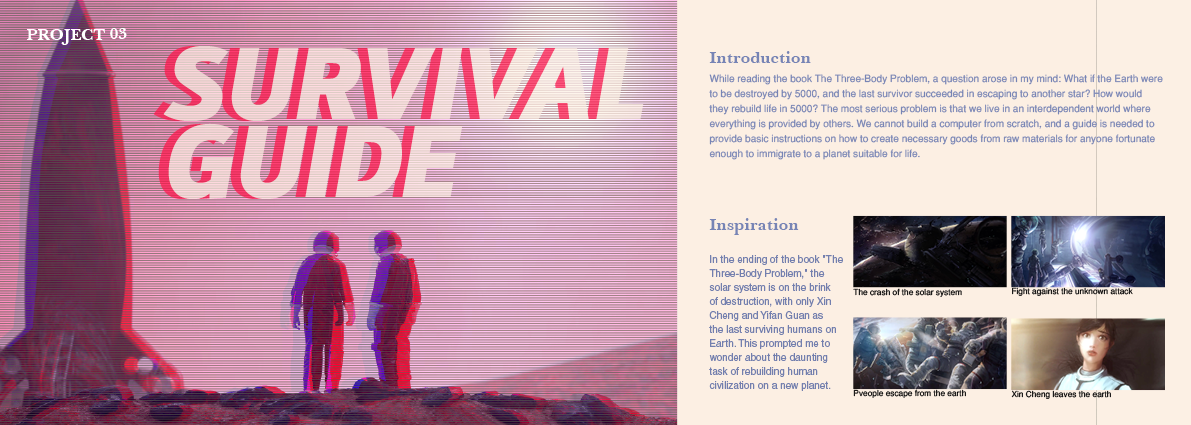 PROJECT 03
SURVIVAL
GUIDE
Introduction
While reading the book The Three-Body Problem, a question arose in my mind: What if the Earth were
to be destroyed by 5000, and the last survivor succeeded in escaping to another star? How would
they rebuild life in 5000? The most serious problem is that we live in an interdependent world where
everything is provided by others. We cannot build a computer from scratch, and a guide is needed to
provide basic instructions on how to create necessary goods from raw materials for anyone fortunate
enough to immigrate to a planet suitable for life.
Inspiration
In the ending of the book "The
Three-Body Problem," the
solar system is on the brink
of destruction, with only Xin
Cheng and Yifan Guan as
the last surviving humans on
Earth. This prompted me to
wonder about the daunting
task of rebuilding human
civilization on a new planet.
The crash of the solar system
Fight against the unknown attack
Pveople escape from the earth
Xin Cheng leaves the earth